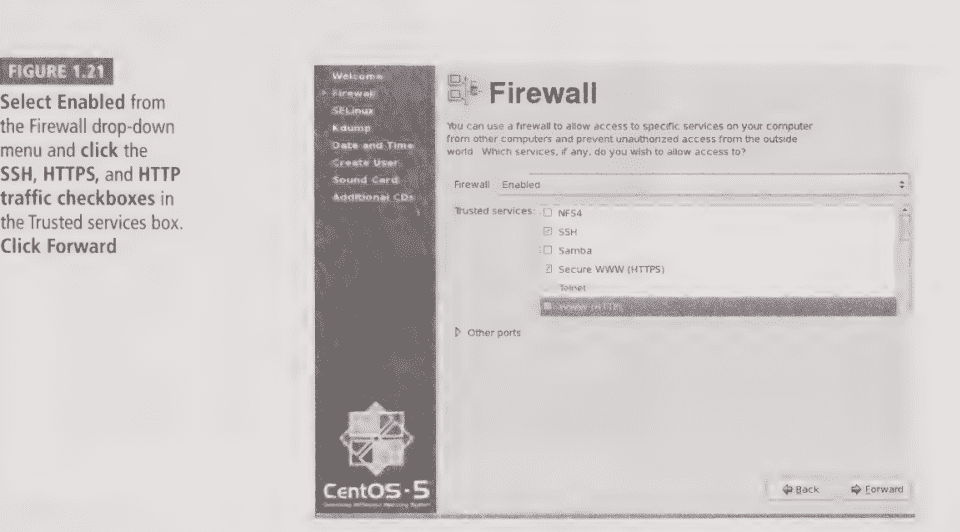 FIGURE 1.21
Select Enabled from
the Firewall drop-down
menu and click the
SSH, HTTPS, and HTTP
traffic checkboxes in
the Trusted services box.
Click Forward
Welcome
Firewall
SELinux
Kdump
Date and Time
Create User
Sound Card
Additional CDs
CentOS-5
Firewall
You can use a firewall to allow access to specific services on your computer
from other computers and prevent unauthorized access from the outside
world. Which services, if any, do you wish to allow access to?
Firewall Enabled
Trusted services:
NFS4
SSH
Samba
Secure WWW (HTTPS)
Telnet
WWW (HTTP)
Other ports
Back
Forward